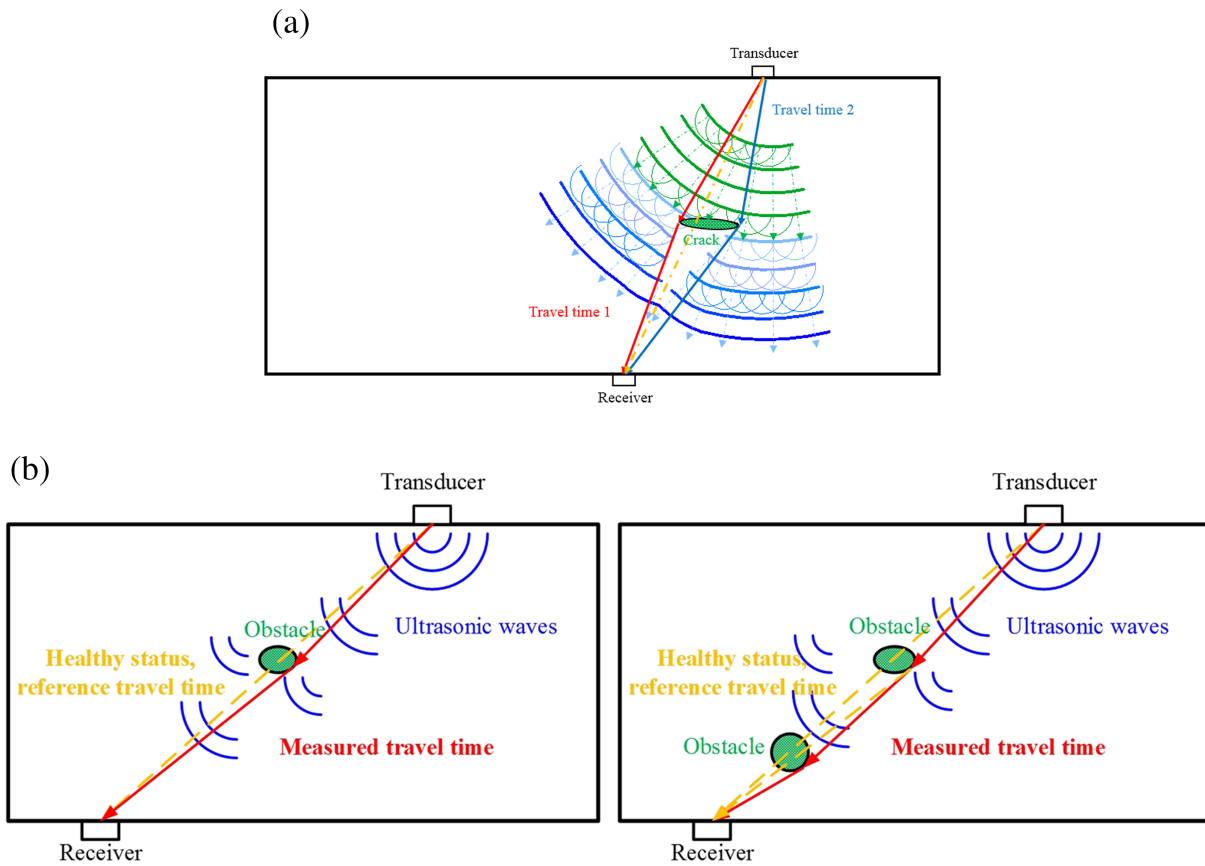 (a)
Transducer
Travel time 2
Crack
Travel time 1
Receiver
(b)
Transducer
Obstacle
Ultrasonic waves
Healthy status,
reference travel time
Measured travel time
Receiver
Transducer
Obstacle
Ultrasonic waves
Healthy status,
reference travel time
Obstacle
Measured travel time
Receiver